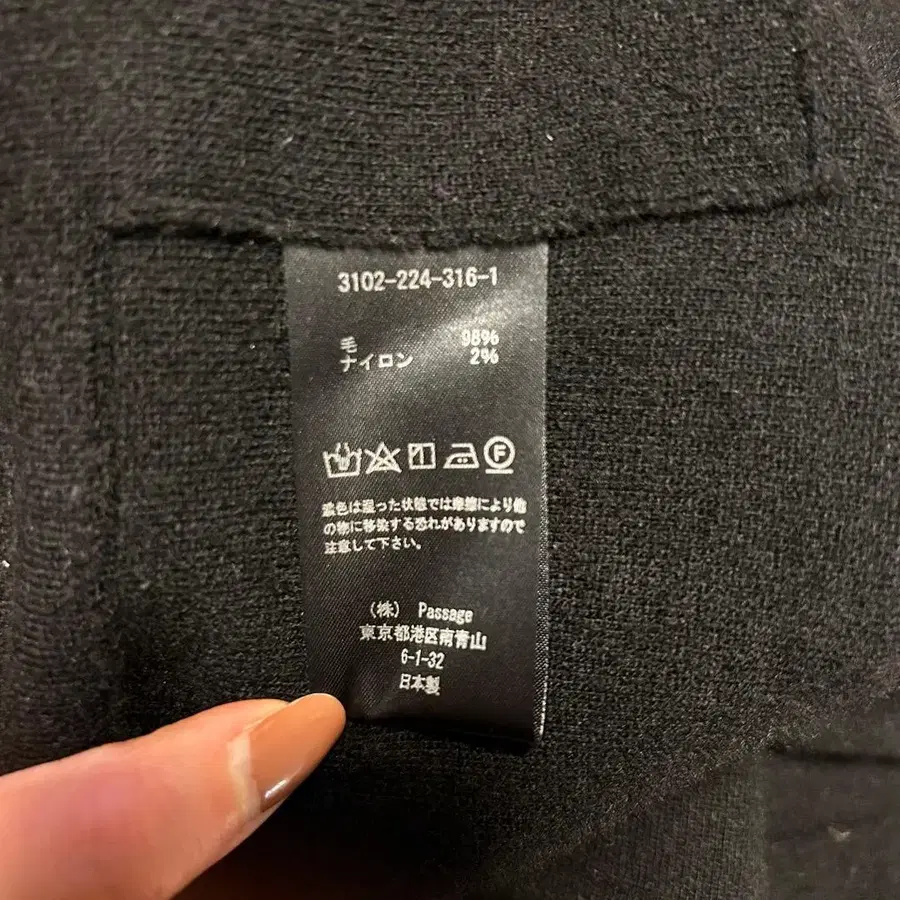 3102-224-316-1
毛 98%
ナイロン 2%
F
濃色は湿った状態では摩擦により他
の物に移染する恐れがありますので
注意して下さい。
(株) Passage
東京都港区南青山
6-1-32
日本製